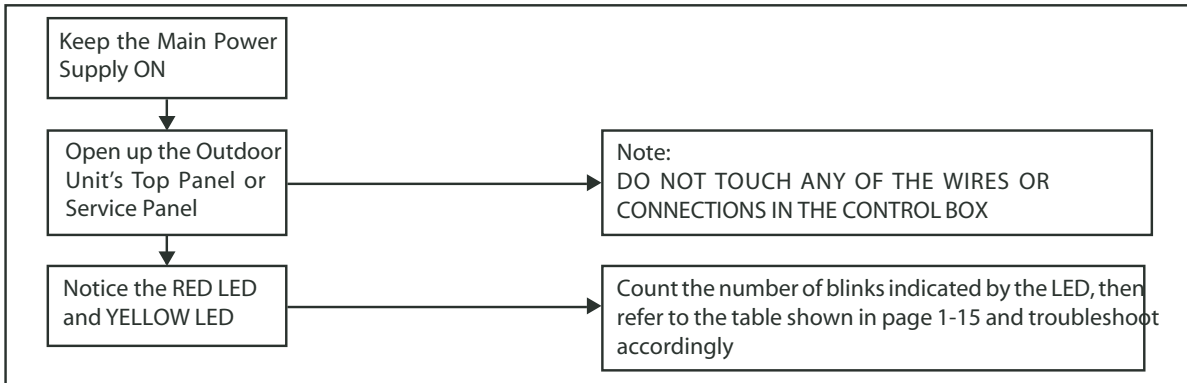 Keep the Main Power
Supply ON
Open up the Outdoor
Unit's Top Panel or
Service Panel
Note:
DO NOT TOUCH ANY OF THE WIRES OR
CONNECTIONS IN THE CONTROL BOX
Notice the RED LED
and YELLOW LED
Count the number of blinks indicated by the LED, then
refer to the table shown in page 1-15 and troubleshoot
accordingly